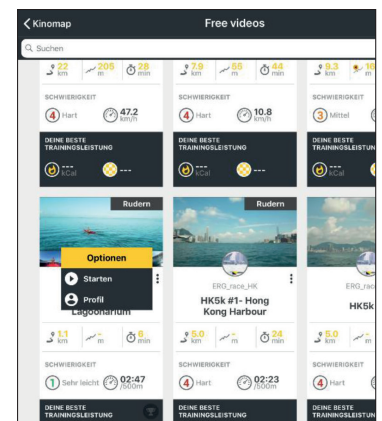 Kinomap
Free videos
Suchen
22 km
205 m
28 min
7.9 km
55 m
44 min
9.3 km
SCHWIERIGKEIT
4 Hart
47.2 km/h
SCHWIERIGKEIT
4 Hart
10.8 km/h
SCHWIERIGKEIT
3 Mittel
DEINE BESTE
TRAININGSLEISTUNG
--- kCal
---
DEINE BESTE
TRAININGSLEISTUNG
--- kCal
---
DEINE BESTE
TRAININGSLEISTUN
--- kCal
Rudern
Optionen
Starten
Profil
Lagoonarium
Rudern
ERG_race_HK
HK5k #1- Hong
Kong Harbour
ERG_rac
HK5k
1.1 km
- m
6 min
5.0 km
- m
24 min
5.0 km
- m
SCHWIERIGKEIT
1 Sehr leicht
02:47 /500m
SCHWIERIGKEIT
4 Hart
02:23 /500m
SCHWIERIGKEIT
4 Hart
DEINE BESTE
TRAININGSLEISTUNG
DEINE BESTE
TRAININGSLEISTUNG
DEINE BESTE
TRAININGSLEISTUN